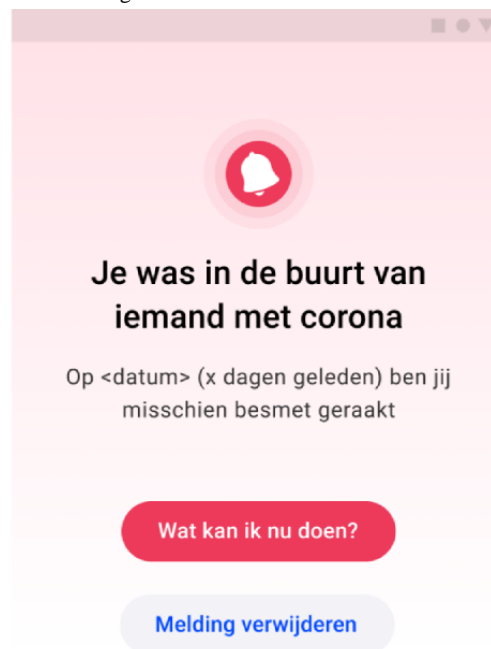 Je was in de buurt van
iemand met corona
Op <datum> (x dagen geleden) ben jij
misschien besmet geraakt
Wat kan ik nu doen?
Melding verwijderen